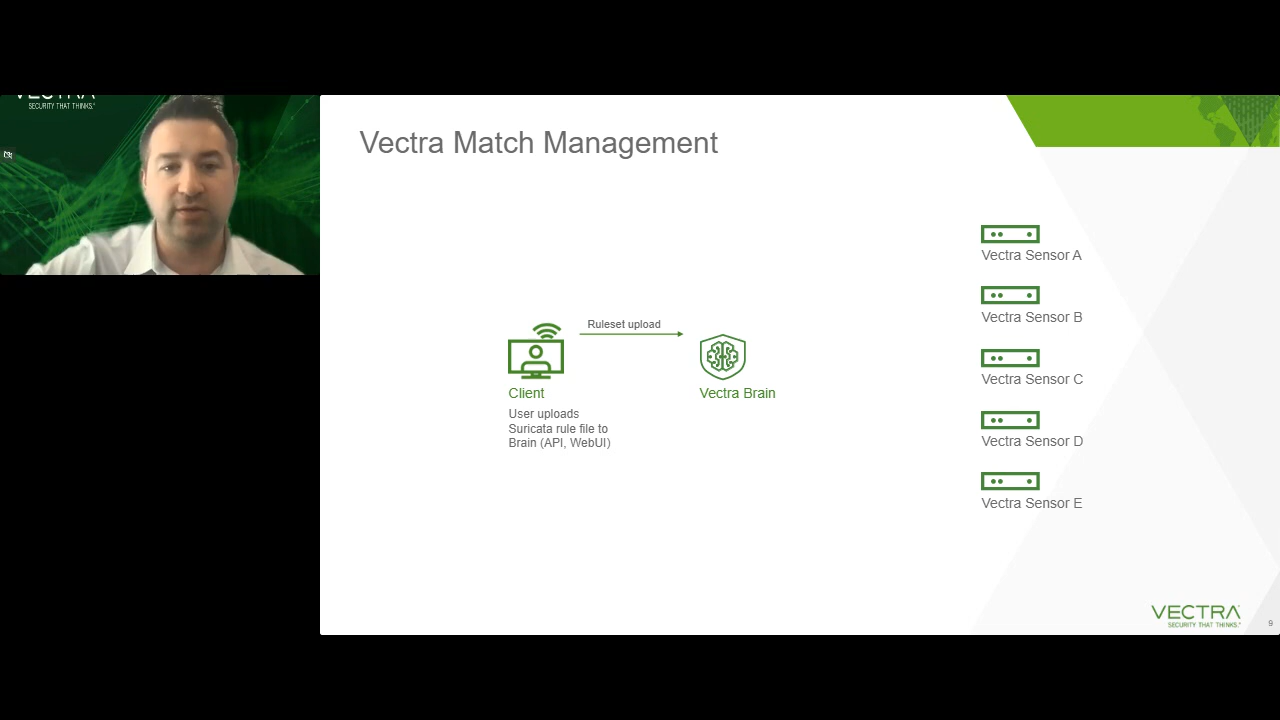 VECTRA
SECURITY THAT THINKS.®
Vectra Match Management
Vectra Sensor A
Vectra Sensor B
Ruleset upload
Vectra Sensor C
Client
Vectra Brain
User uploads
Suricata rule file to
Brain (API, WebUI)
Vectra Sensor D
Vectra Sensor E
VECTRA
SECURITY THAT THINKS.®
9